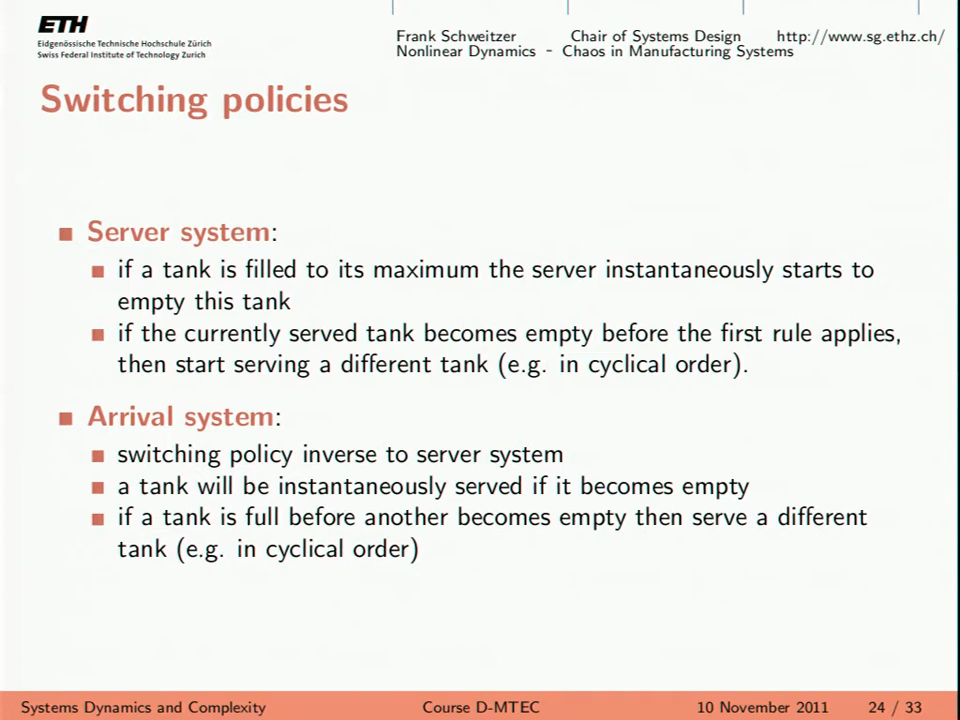 ETH
Eidgenössische Technische Hochschule Zürich
Swiss Federal Institute of Technology Zurich
Frank Schweitzer Chair of Systems Design http://www.sg.ethz.ch/
Nonlinear Dynamics - Chaos in Manufacturing Systems
Switching policies
Server system:
if a tank is filled to its maximum the server instantaneously starts to
empty this tank
if the currently served tank becomes empty before the first rule applies,
then start serving a different tank (e.g. in cyclical order).
Arrival system:
switching policy inverse to server system
a tank will be instantaneously served if it becomes empty
if a tank is full before another becomes empty then serve a different
tank (e.g. in cyclical order)
Systems Dynamics and Complexity Course D-MTEC 10 November 2011 24 / 33